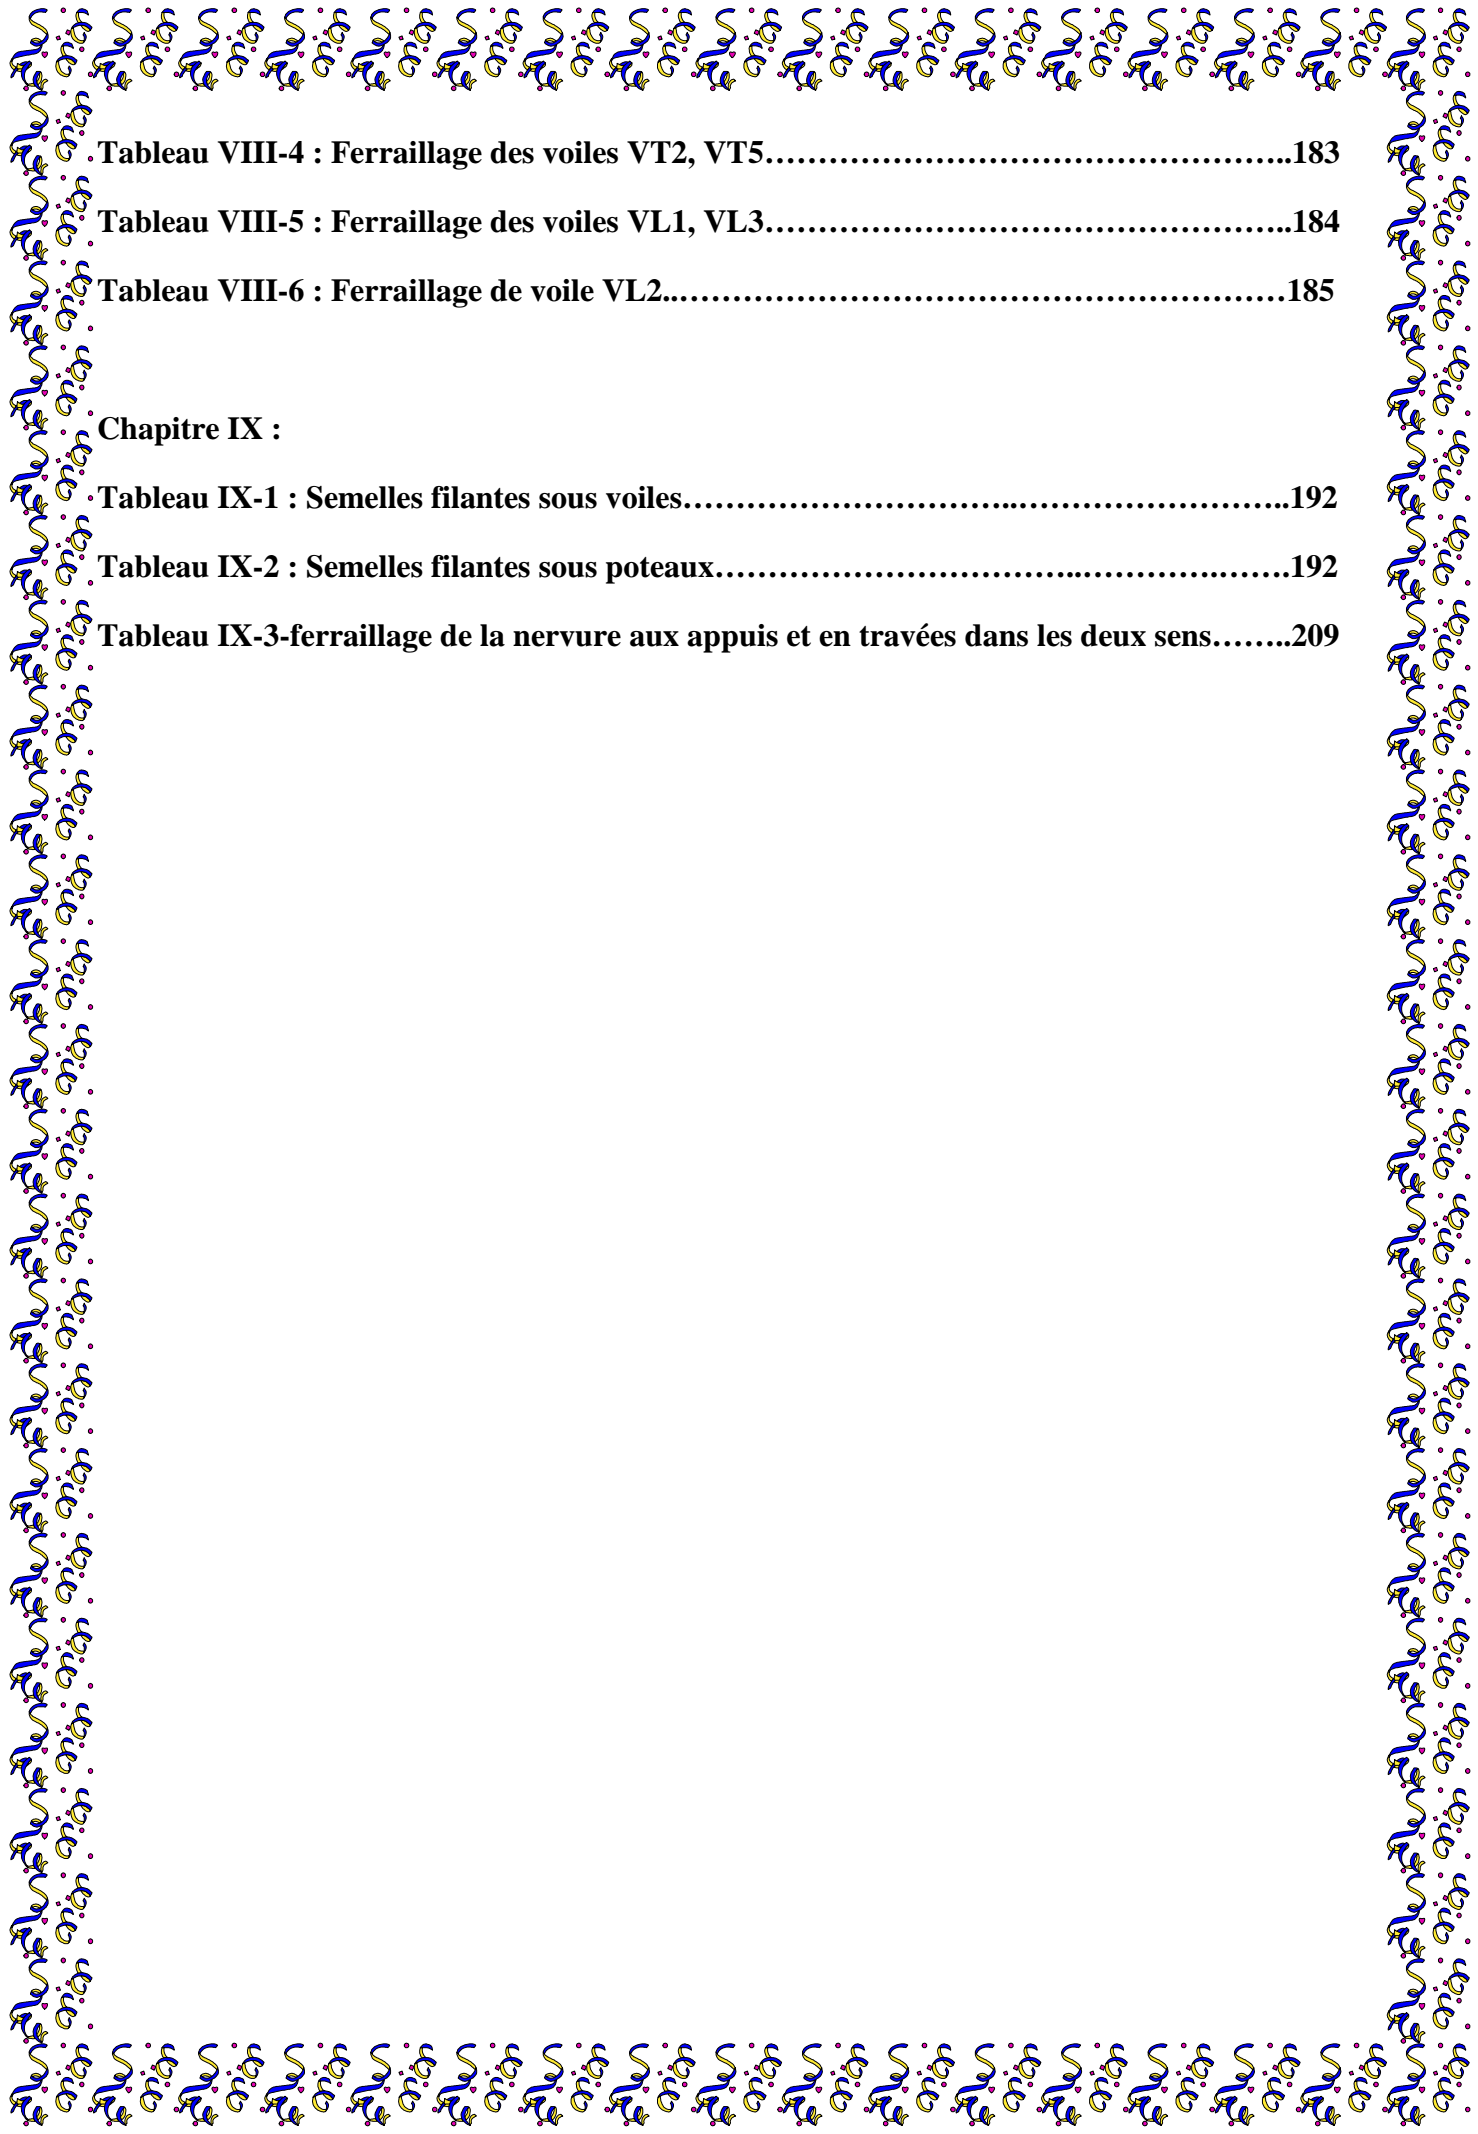 Tableau VIII-4 : Ferraillage des voiles VT2, VT5……………………………………………..183
Tableau VIII-5 : Ferraillage des voiles VL1, VL3……………………………………………..184
Tableau VIII-6 : Ferraillage de voile VL2..……………………………………………………185
Chapitre IX :
Tableau IX-1 : Semelles filantes sous voiles…………………………...……………………..192
Tableau IX-2 : Semelles filantes sous poteaux……………………………..………….…….192
Tableau IX-3-ferraillage de la nervure aux appuis et en travées dans les deux sens……..209